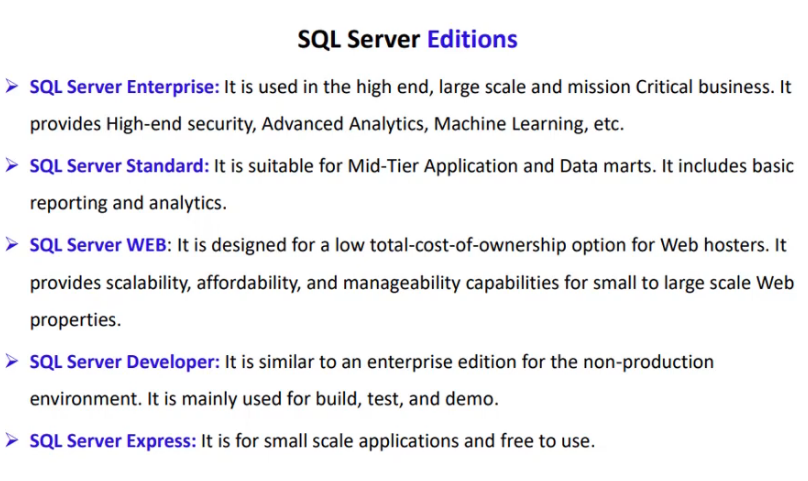 SQL Server Editions
➢ SQL Server Enterprise: It is used in the high end, large scale and mission Critical business. It
provides High-end security, Advanced Analytics, Machine Learning, etc.
➢ SQL Server Standard: It is suitable for Mid-Tier Application and Data marts. It includes basic
reporting and analytics.
➢ SQL Server WEB: It is designed for a low total-cost-of-ownership option for Web hosters. It
provides scalability, affordability, and manageability capabilities for small to large scale Web
properties.
➢ SQL Server Developer: It is similar to an enterprise edition for the non-production
environment. It is mainly used for build, test, and demo.
➢ SQL Server Express: It is for small scale applications and free to use.